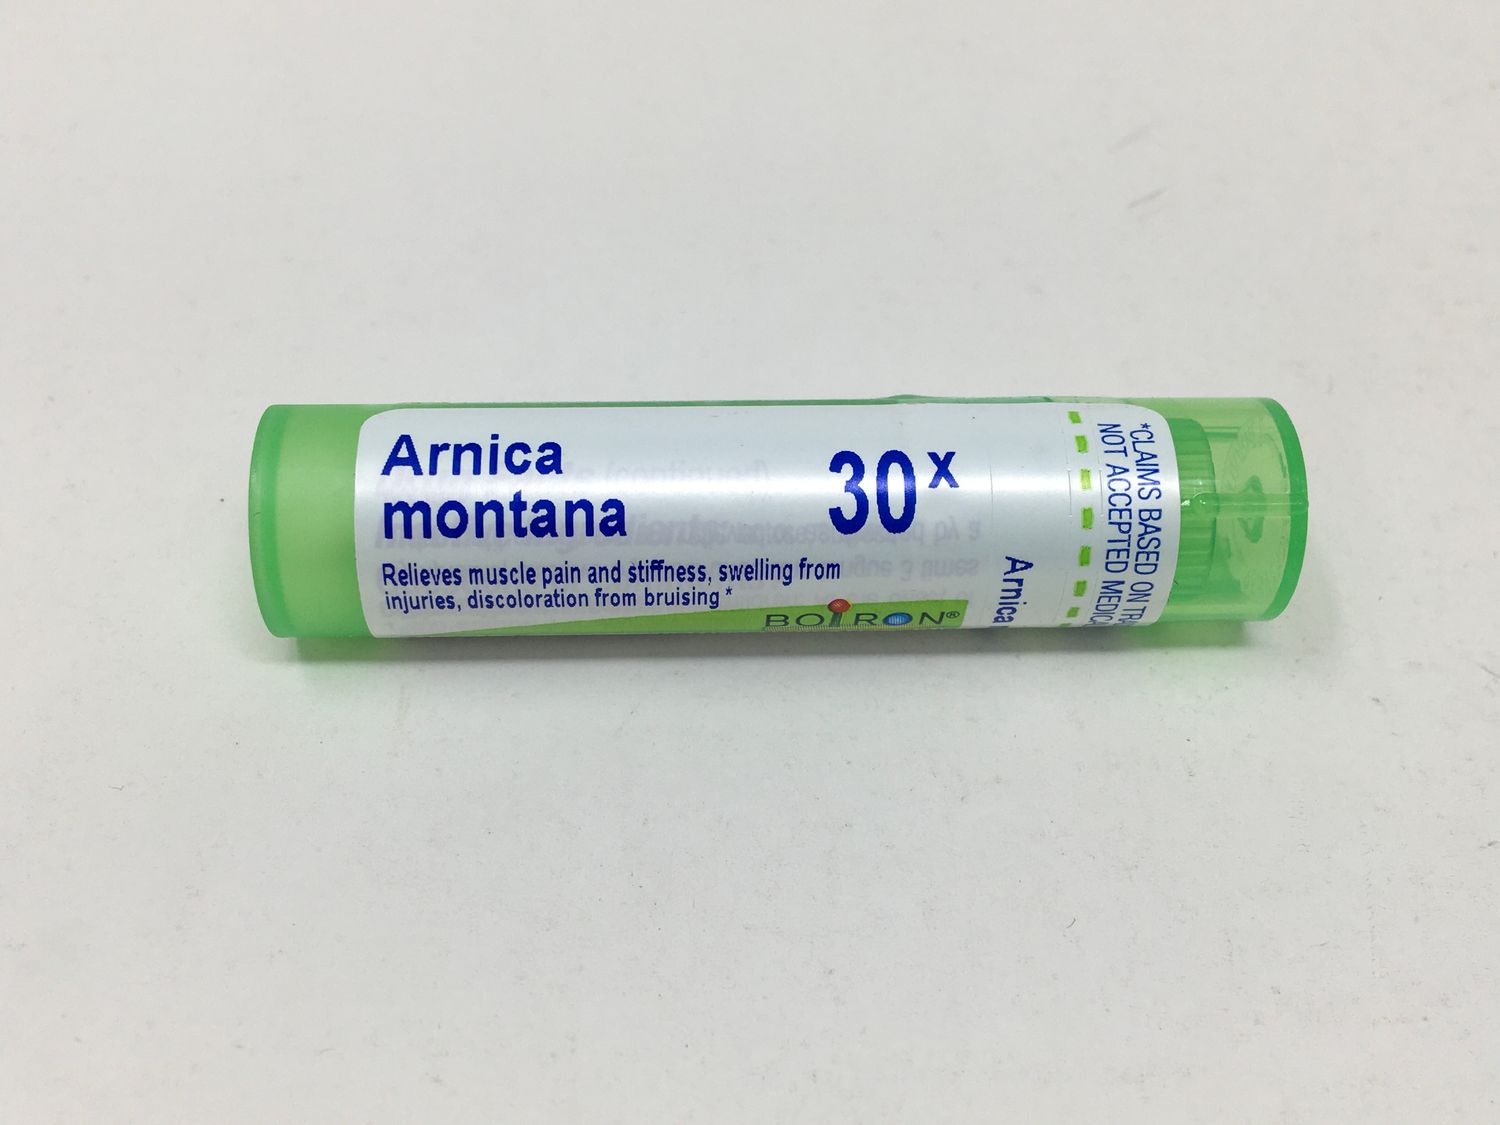 Arnica
montana
30x
Relieves muscle pain and stiffness, swelling from
injuries, discoloration from bruising *
BOIRON®
Arnica
*CLAIMS BASED ON
NOT ACCEPTED